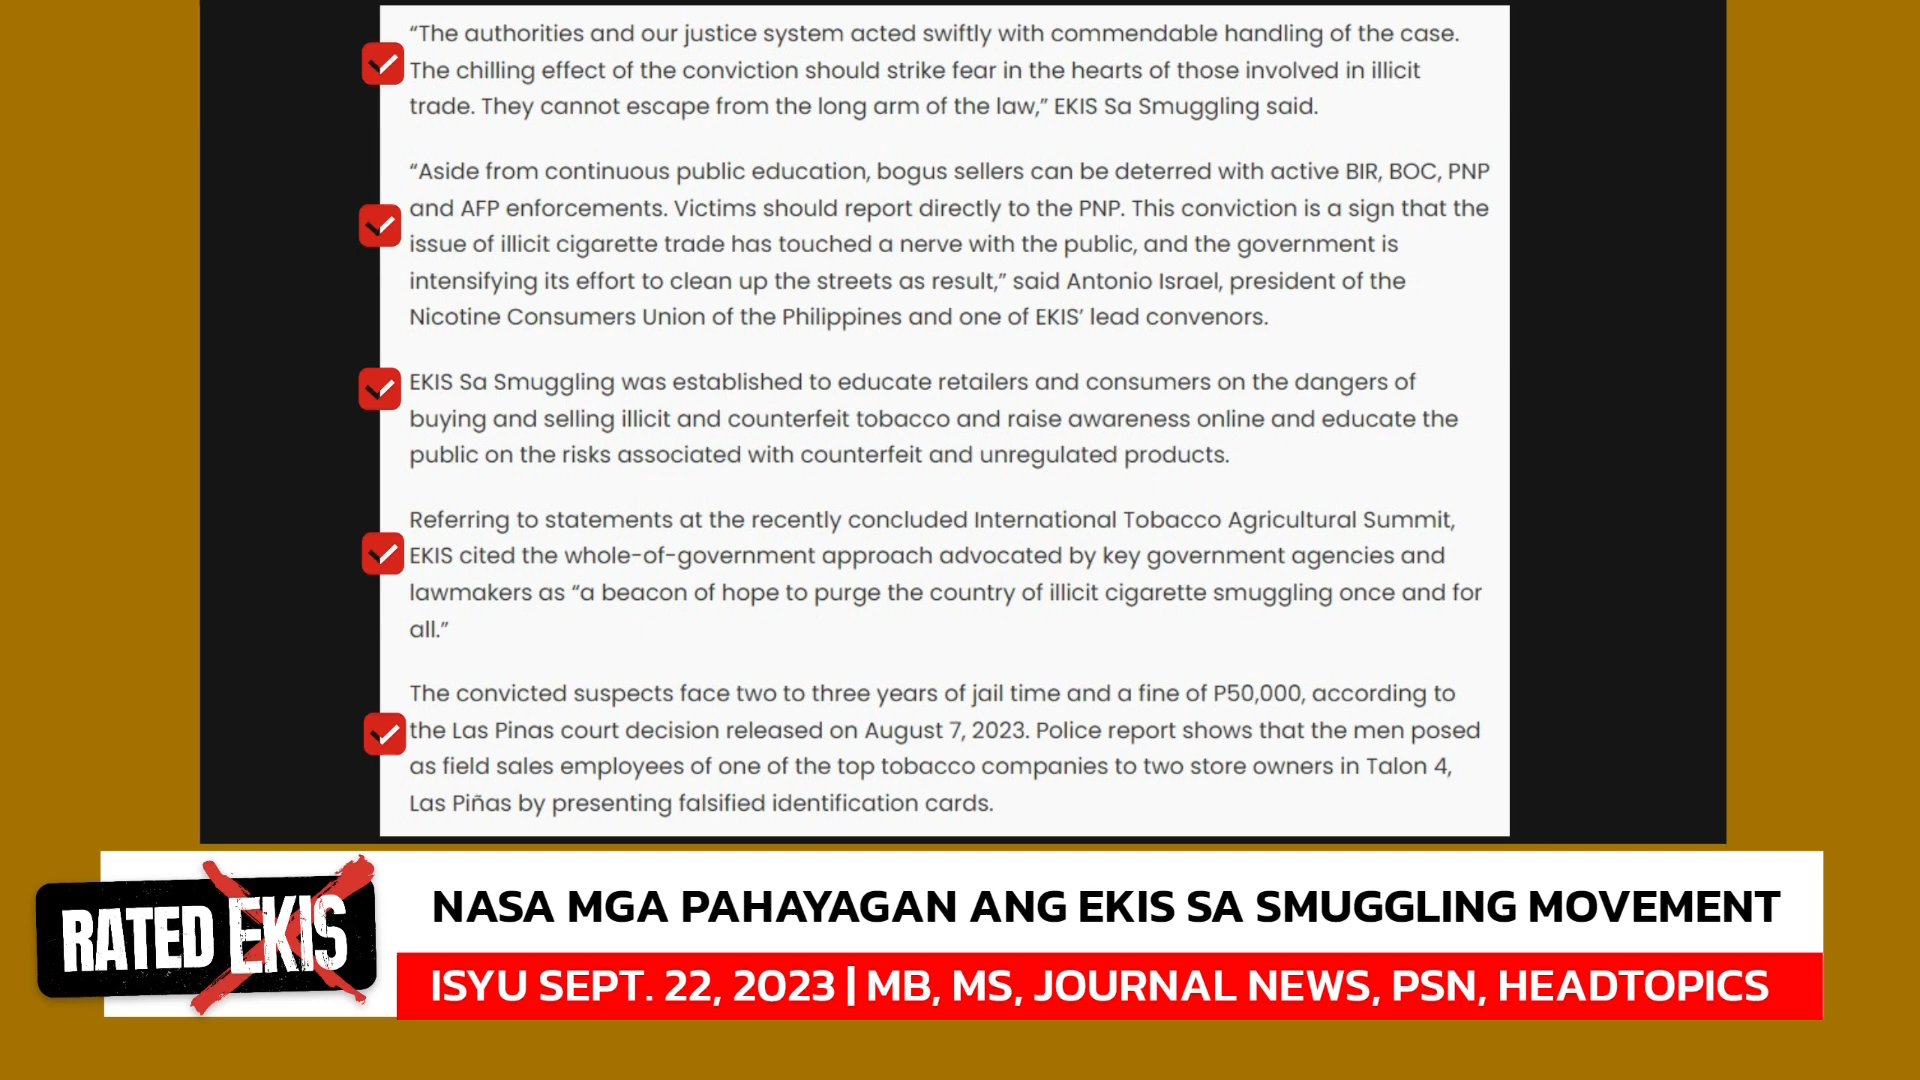 “The authorities and our justice system acted swiftly with commendable handling of the case.
The chilling effect of the conviction should strike fear in the hearts of those involved in illicit
trade. They cannot escape from the long arm of the law,” EKIS Sa Smuggling said.
“Aside from continuous public education, bogus sellers can be deterred with active BIR, BOC, PNP
and AFP enforcements. Victims should report directly to the PNP. This conviction is a sign that the
issue of illicit cigarette trade has touched a nerve with the public, and the government is
intensifying its effort to clean up the streets as result,” said Antonio Israel, president of the
Nicotine Consumers Union of the Philippines and one of EKIS’ lead convenors.
EKIS Sa Smuggling was established to educate retailers and consumers on the dangers of
buying and selling illicit and counterfeit tobacco and raise awareness online and educate the
public on the risks associated with counterfeit and unregulated products.
Referring to statements at the recently concluded International Tobacco Agricultural Summit,
EKIS cited the whole-of-government approach advocated by key government agencies and
lawmakers as “a beacon of hope to purge the country of illicit cigarette smuggling once and for
all.”
The convicted suspects face two to three years of jail time and a fine of P50,000, according to
the Las Pinas court decision released on August 7, 2023. Police report shows that the men posed
as field sales employees of one of the top tobacco companies to two store owners in Talon 4,
Las Piñas by presenting falsified identification cards.
RATED EKIS
NASA MGA PAHAYAGAN ANG EKIS SA SMUGGLING MOVEMENT
ISYU SEPT. 22, 2023 | MB, MS, JOURNAL NEWS, PSN, HEADTOPICS